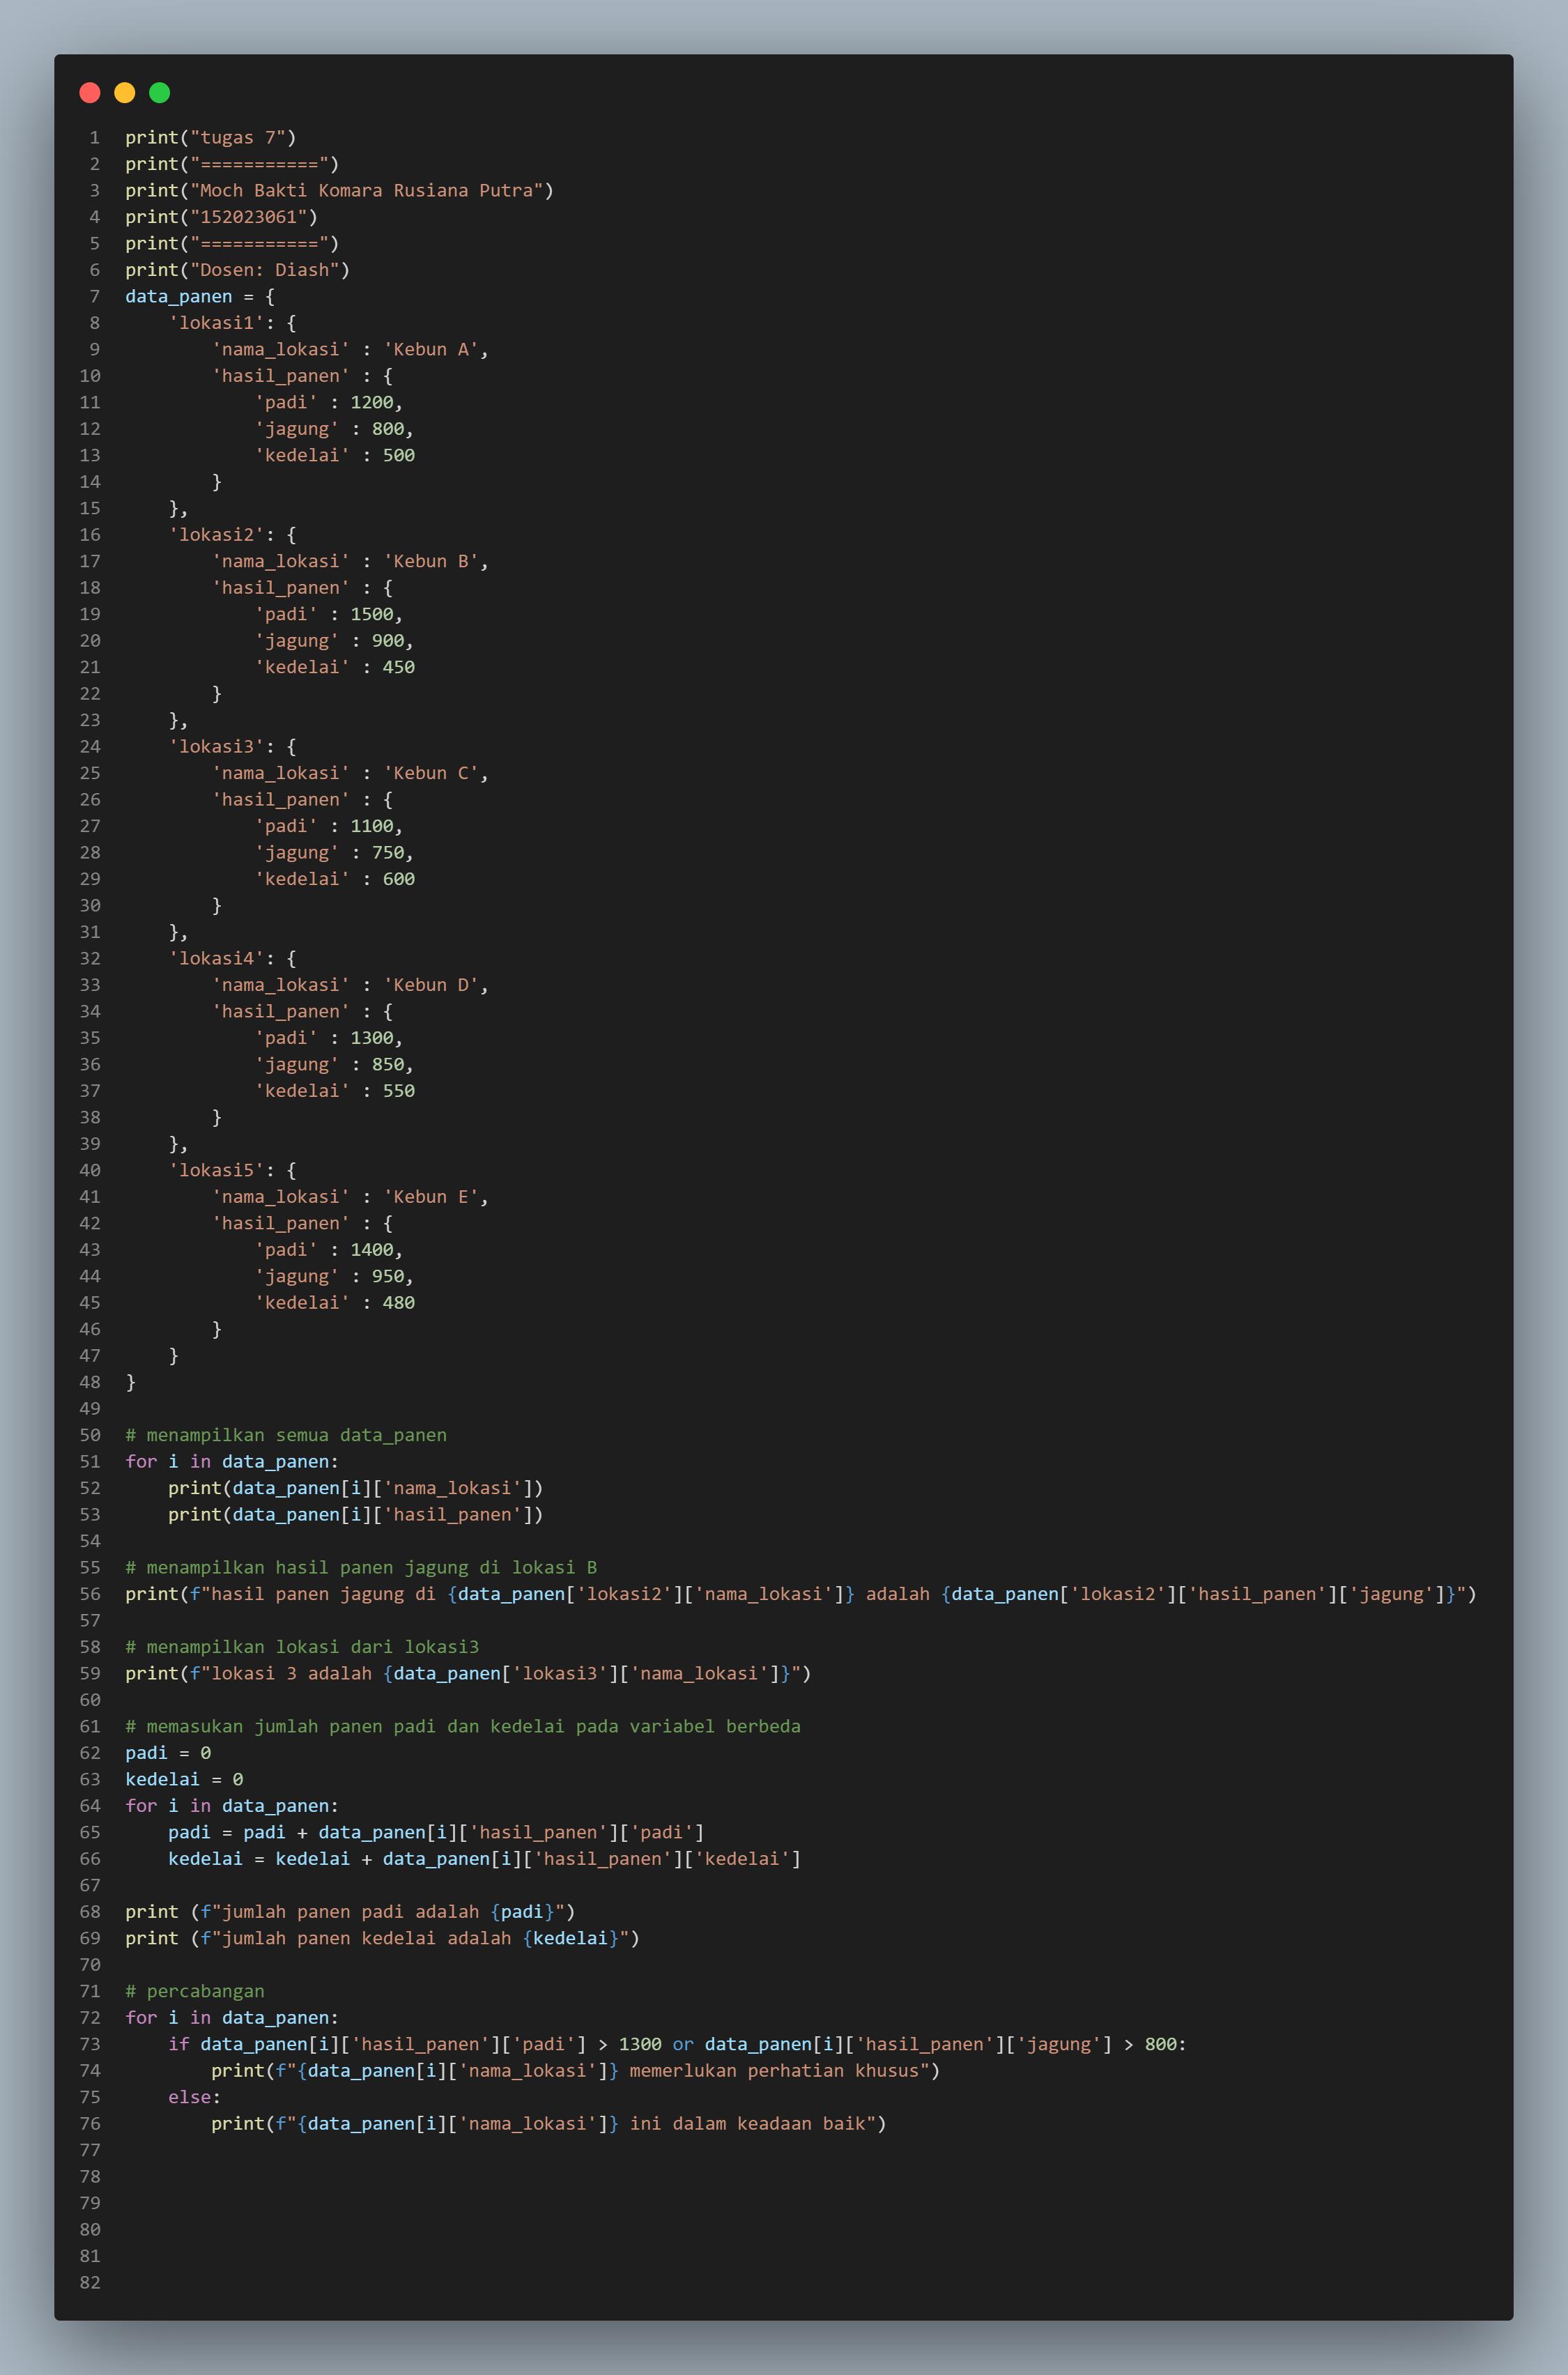 1 print("tugas 7")
2 print("===========")
3 print("Moch Bakti Komara Rusiana Putra")
4 print("152023061")
5 print("===========")
6 print("Dosen: Diash")
7 data_panen = {
8     'lokasi1': {
9         'nama_lokasi' : 'Kebun A',
10         'hasil_panen' : {
11             'padi' : 1200,
12             'jagung' : 800,
13             'kedelai' : 500
14         }
15     },
16     'lokasi2': {
17         'nama_lokasi' : 'Kebun B',
18         'hasil_panen' : {
19             'padi' : 1500,
20             'jagung' : 900,
21             'kedelai' : 450
22         }
23     },
24     'lokasi3': {
25         'nama_lokasi' : 'Kebun C',
26         'hasil_panen' : {
27             'padi' : 1100,
28             'jagung' : 750,
29             'kedelai' : 600
30         }
31     },
32     'lokasi4': {
33         'nama_lokasi' : 'Kebun D',
34         'hasil_panen' : {
35             'padi' : 1300,
36             'jagung' : 850,
37             'kedelai' : 550
38         }
39     },
40     'lokasi5': {
41         'nama_lokasi' : 'Kebun E',
42         'hasil_panen' : {
43             'padi' : 1400,
44             'jagung' : 950,
45             'kedelai' : 480
46         }
47     }
48 }
49
50 # menampilkan semua data_panen
51 for i in data_panen:
52     print(data_panen[i]['nama_lokasi'])
53     print(data_panen[i]['hasil_panen'])
54
55 # menampilkan hasil panen jagung di lokasi B
56 print(f"hasil panen jagung di {data_panen['lokasi2']['nama_lokasi']} adalah {data_panen['lokasi2']['hasil_panen']['jagung']}")
57
58 # menampilkan lokasi dari lokasi3
59 print(f"lokasi 3 adalah {data_panen['lokasi3']['nama_lokasi']}")
60
61 # memasukan jumlah panen padi dan kedelai pada variabel berbeda
62 padi = 0
63 kedelai = 0
64 for i in data_panen:
65     padi = padi + data_panen[i]['hasil_panen']['padi']
66     kedelai = kedelai + data_panen[i]['hasil_panen']['kedelai']
67
68 print (f"jumlah panen padi adalah {padi}")
69 print (f"jumlah panen kedelai adalah {kedelai}")
70
71 # percabangan
72 for i in data_panen:
73     if data_panen[i]['hasil_panen']['padi'] > 1300 or data_panen[i]['hasil_panen']['jagung'] > 800:
74         print(f"{data_panen[i]['nama_lokasi']} memerlukan perhatian khusus")
75     else:
76         print(f"{data_panen[i]['nama_lokasi']} ini dalam keadaan baik")
77
78
79
80
81
82